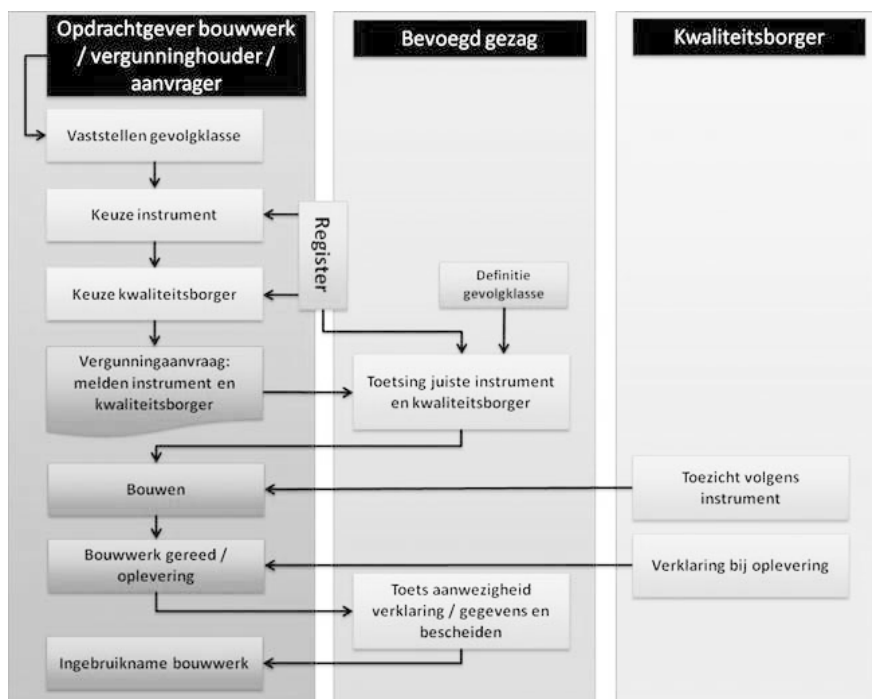 Opdrachtgever bouwwerk
/ vergunninghouder /
aanvrager
Bevoegd gezag
Kwaliteitsborger
Vaststellen gevolgklasse
Keuze instrument
Register
Keuze kwaliteitsborger
Definitie
gevolgklasse
Vergunningaanvraag:
melden instrument en
kwaliteitsborger
Toetsing juiste instrument
en kwaliteitsborger
Bouwen
Toezicht volgens
instrument
Bouwwerk gereed /
oplevering
Verklaring bij oplevering
Toets aanwezigheid
verklaring / gegevens en
bescheiden
Ingebruikname bouwwerk